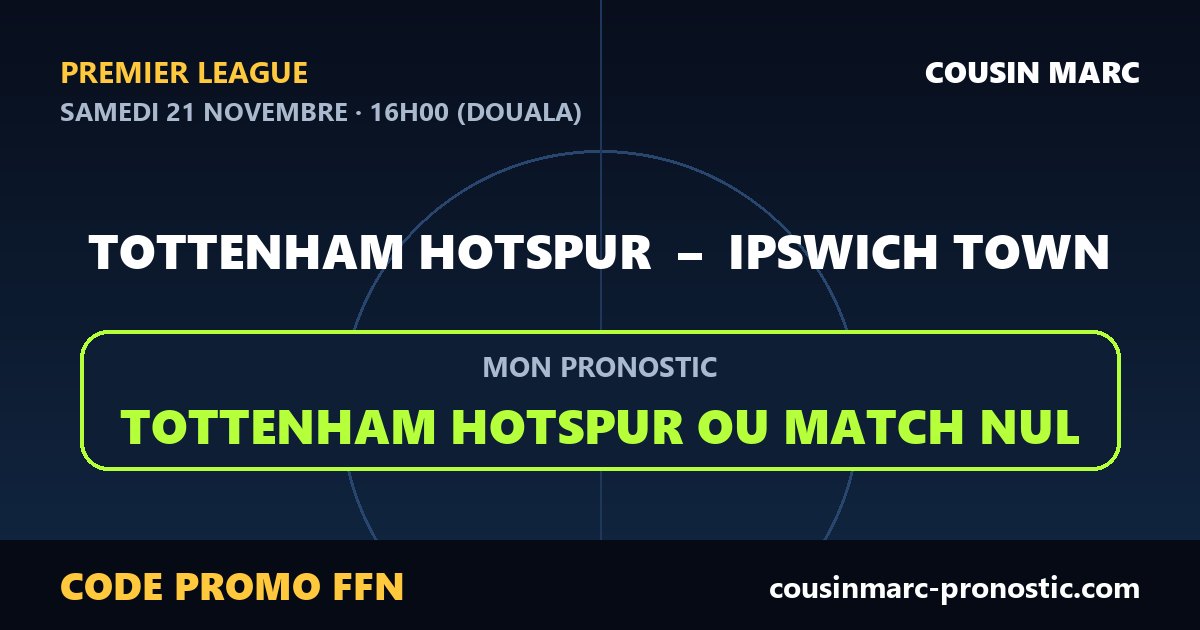 PREMIER LEAGUE
COUSIN MARC
SAMEDI 21 NOVEMBRE · 16H00 (DOUALA)
TOTTENHAM HOTSPUR – IPSWICH TOWN
MON PRONOSTIC
TOTTENHAM HOTSPUR OU MATCH NUL
CODE PROMO FFN
cousinmarc-pronostic.com